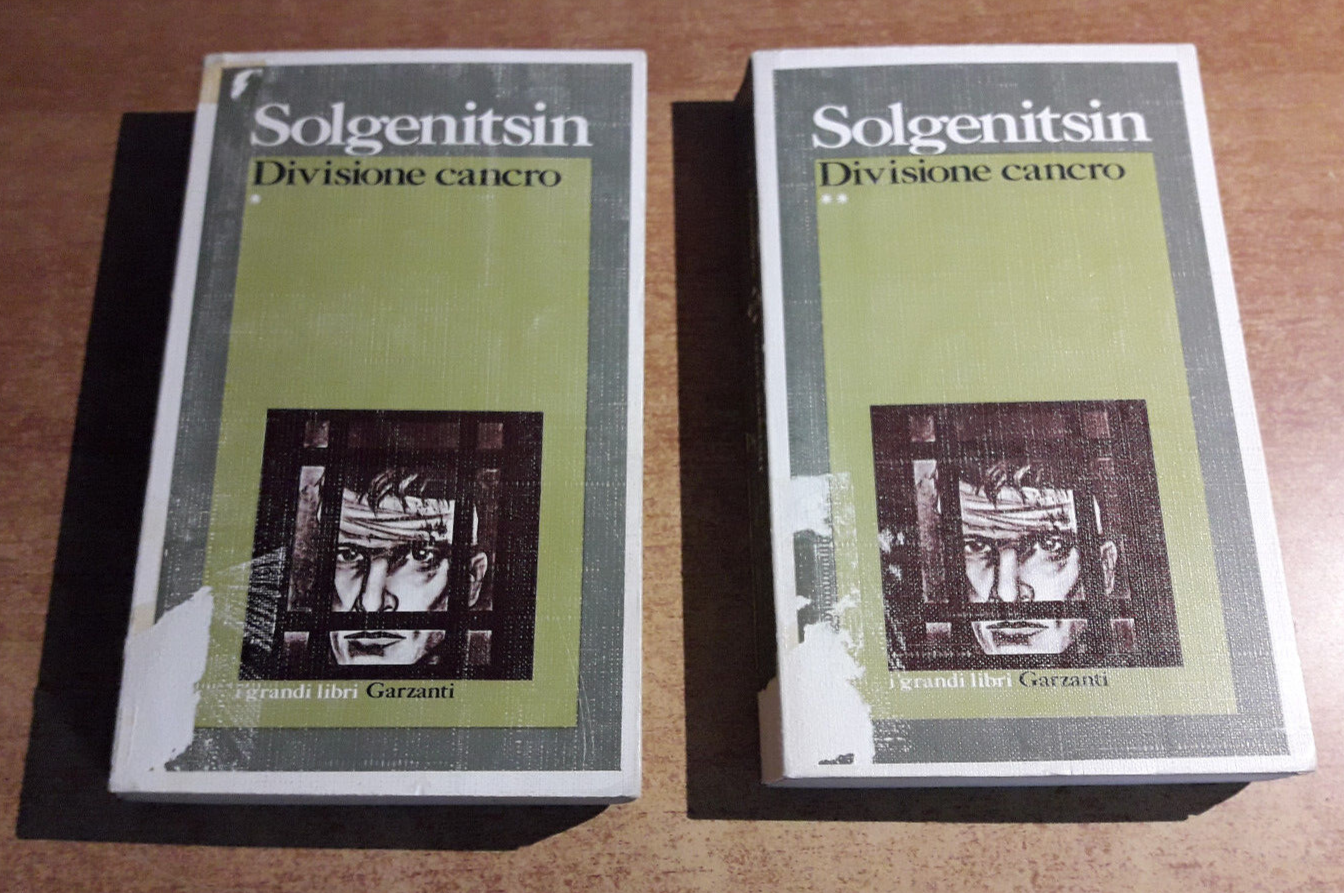 Solgenitsin
Divisione cancro
*
i grandi libri Garzanti
Solgenitsin
Divisione cancro
**
i grandi libri Garzanti